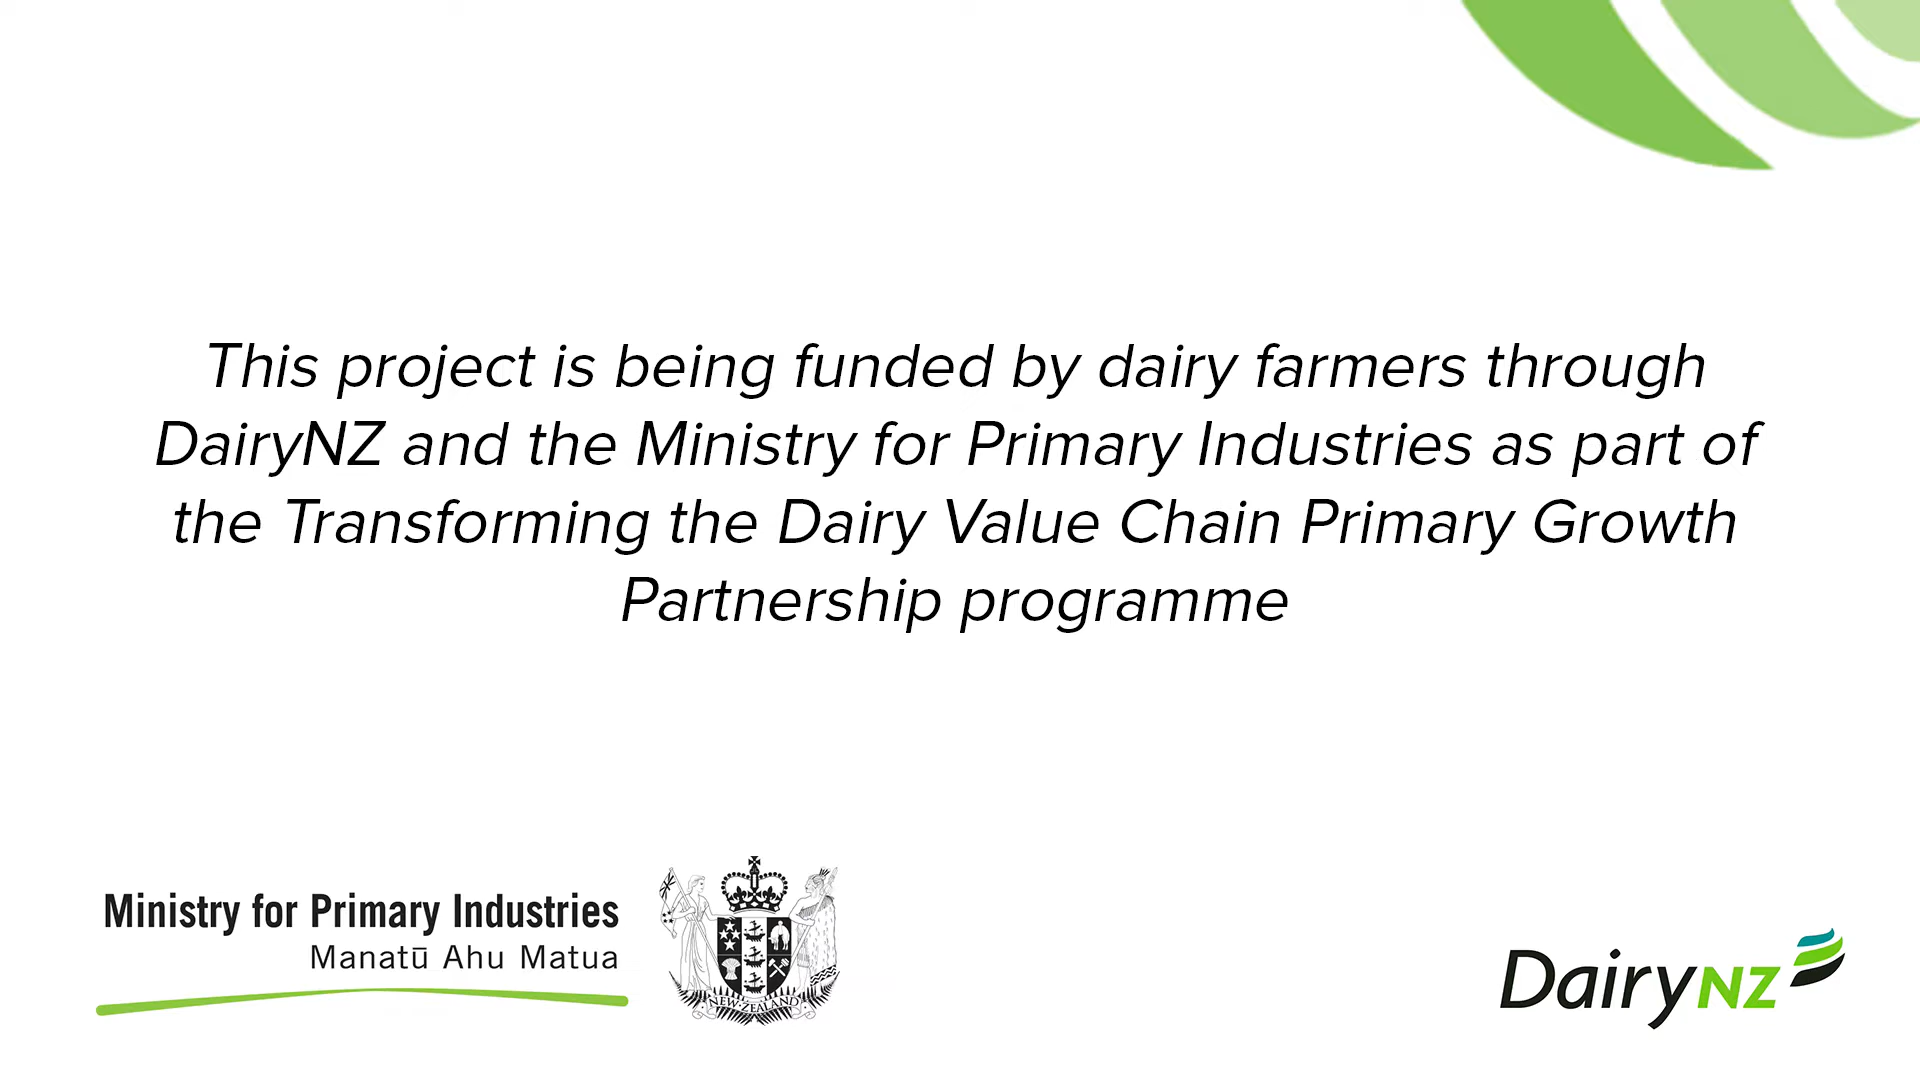 This project is being funded by dairy farmers through
DairyNZ and the Ministry for Primary Industries as part of
the Transforming the Dairy Value Chain Primary Growth
Partnership programme
Ministry for Primary Industries
Manatū Ahu Matua
NEW ZEALAND
DairyNZ